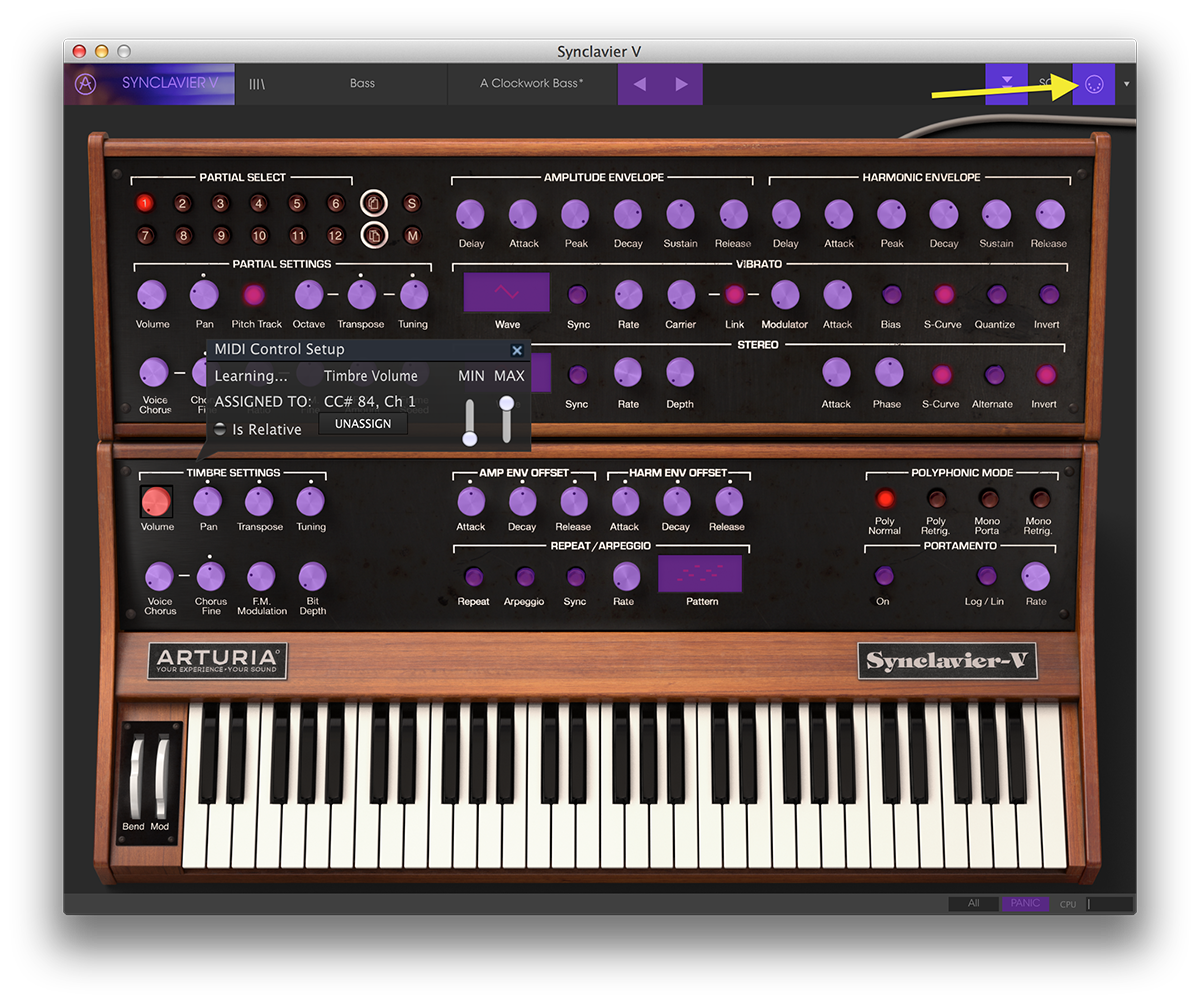 Synclavier V
SYNCLAVIER V
Bass
A Clockwork Bass*
PARTIAL SELECT
AMPLITUDE ENVELOPE
HARMONIC ENVELOPE
1 2 3 4 5 6 S
7 8 9 10 11 12 M
Delay Attack Peak Decay Sustain Release Delay Attack Peak Decay Sustain Release
PARTIAL SETTINGS
VIBRATO
Volume Pan Pitch Track Octave Transpose Tuning
Wave Sync Rate Carrier Link Modulator Attack Bias S-Curve Quantize Invert
STEREO
MIDI Control Setup
Learning... Timbre Volume MIN MAX
ASSIGNED TO: CC# 84, Ch 1
Is Relative UNASSIGN
Voice
Chorus
Fine
Sync Rate Depth Attack Phase S-Curve Alternate Invert
TIMBRE SETTINGS
AMP ENV OFFSET
HARM ENV OFFSET
POLYPHONIC MODE
Volume Pan Transpose Tuning
Attack Decay Release Attack Decay Release
Poly Poly Mono Mono
Normal Retrig. Porta Retrig.
REPEAT/ARPEGGIO
PORTAMENTO
Voice Chorus F.M. Bit
Chorus Fine Modulation Depth
Repeat Arpeggio Sync Rate Pattern
On Log / Lin Rate
ARTURIA
YOUR EXPERIENCE • YOUR SOUND
Synclavier-V
Bend Mod
All PANIC CPU